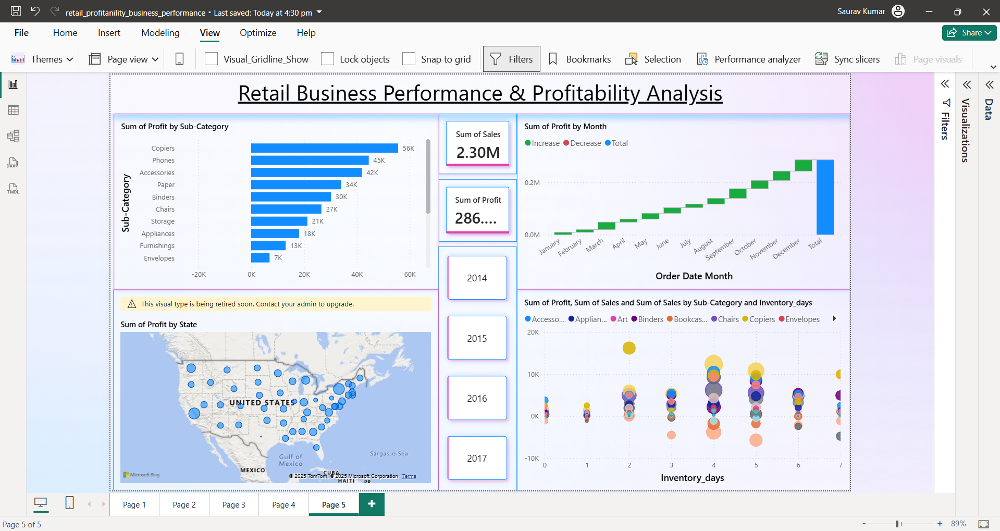 retail_profitanility_business_performance • Last saved: Today at 4:30 pm
Saurav Kumar
File Home Insert Modeling View Optimize Help
Share
Themes Page view Visual_Gridline_Show Lock objects Snap to grid Filters Bookmarks Selection Performance analyzer Sync slicers Page visuals
DAX
TMDL
Retail Business Performance & Profitability Analysis
Sum of Profit by Sub-Category
Sub-Category
Copiers 56K
Phones 45K
Accessories 42K
Paper 34K
Binders 30K
Chairs 27K
Storage 21K
Appliances 18K
Furnishings 13K
Envelopes 7K
-20K 0K 20K 40K 60K
Sum of Sales
2.30M
Sum of Profit
286....
2014
2015
2016
2017
Sum of Profit by Month
Increase Decrease Total
0.2M
0.0M
January February March April May June July August September October November December Total
Order Date Month
This visual type is being retired soon. Contact your admin to upgrade.
Sum of Profit by State
UNITED STATES
Sargasso Sea
Gulf of
Mexico
MEXICO
CUBA
HAITI PR
Microsoft Bing
© 2025 TomTom, © 2025 Microsoft Corporation Terms
Sum of Profit, Sum of Sales and Sum of Sales by Sub-Category and Inventory_days
Accesso... Applian... Art Binders Bookcas... Chairs Copiers Envelopes
20K
10K
0K
-10K
0 1 2 3 4 5 6 7
Inventory_days
Filters
Visualizations
Data
Page 1 Page 2 Page 3 Page 4 Page 5
Page 5 of 5
- + 89%